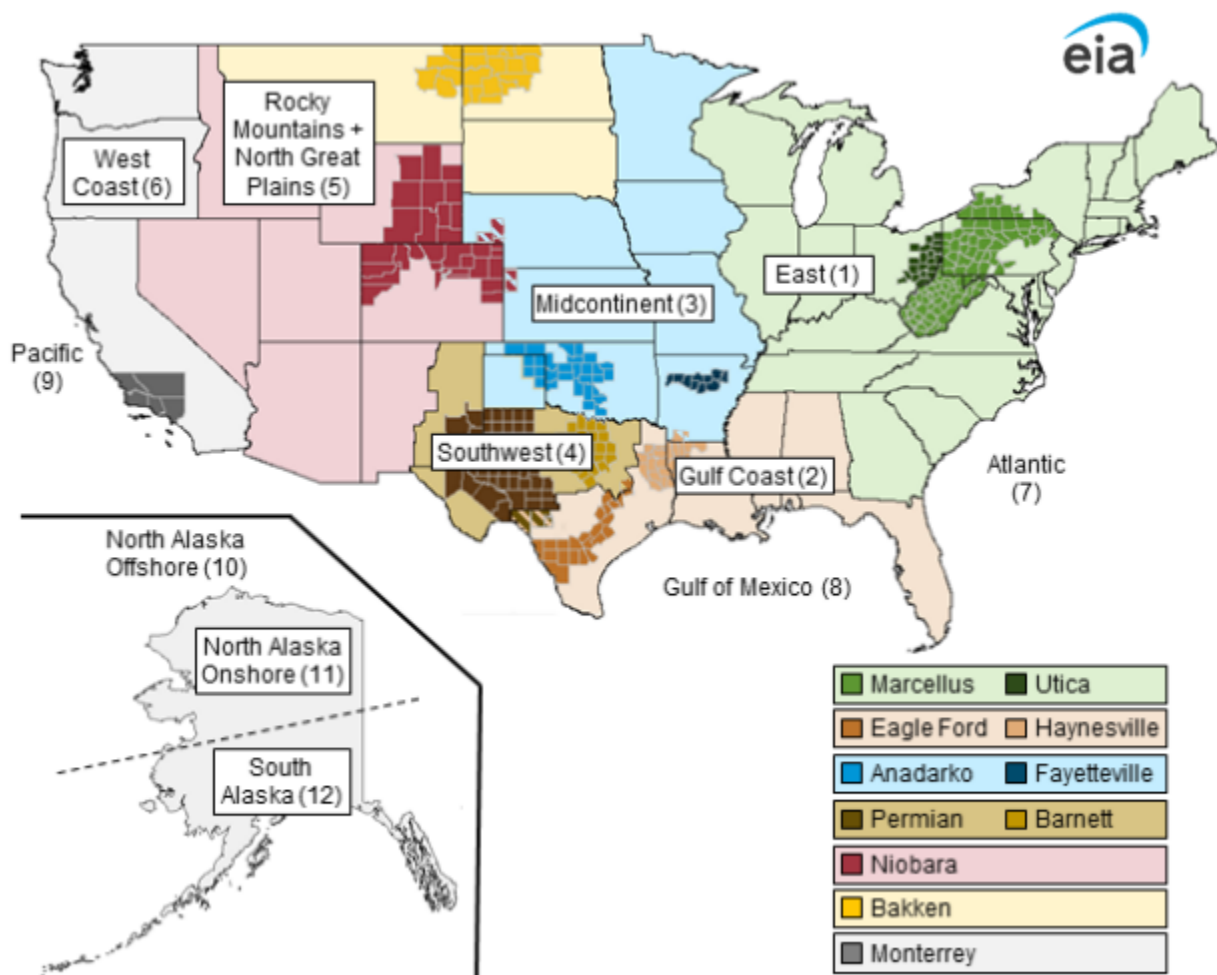 eia
Rocky
Mountains +
North Great
Plains (5)
West
Coast (6)
East (1)
Midcontinent (3)
Pacific
(9)
Southwest (4)
Gulf Coast (2)
Atlantic
(7)
North Alaska
Offshore (10)
Gulf of Mexico (8)
North Alaska
Onshore (11)
South
Alaska (12)
Marcellus Utica
Eagle Ford Haynesville
Anadarko Fayetteville
Permian Barnett
Niobara
Bakken
Monterrey